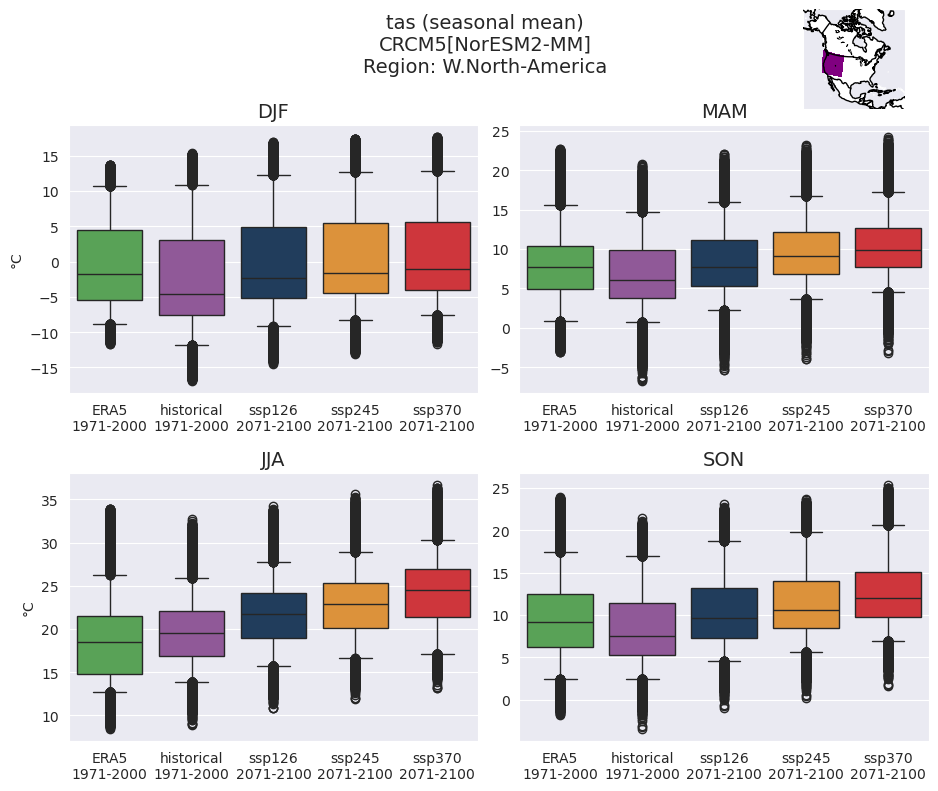 tas (seasonal mean)
CRCM5[NorESM2-MM]
Region: W.North-America
DJF
°C
15
10
5
0
−5
−10
−15
ERA5 historical ssp126 ssp245 ssp370
1971-2000 1971-2000 2071-2100 2071-2100 2071-2100
MAM
25
20
15
10
5
0
−5
ERA5 historical ssp126 ssp245 ssp370
1971-2000 1971-2000 2071-2100 2071-2100 2071-2100
JJA
°C
35
30
25
20
15
10
ERA5 historical ssp126 ssp245 ssp370
1971-2000 1971-2000 2071-2100 2071-2100 2071-2100
SON
25
20
15
10
5
0
ERA5 historical ssp126 ssp245 ssp370
1971-2000 1971-2000 2071-2100 2071-2100 2071-2100